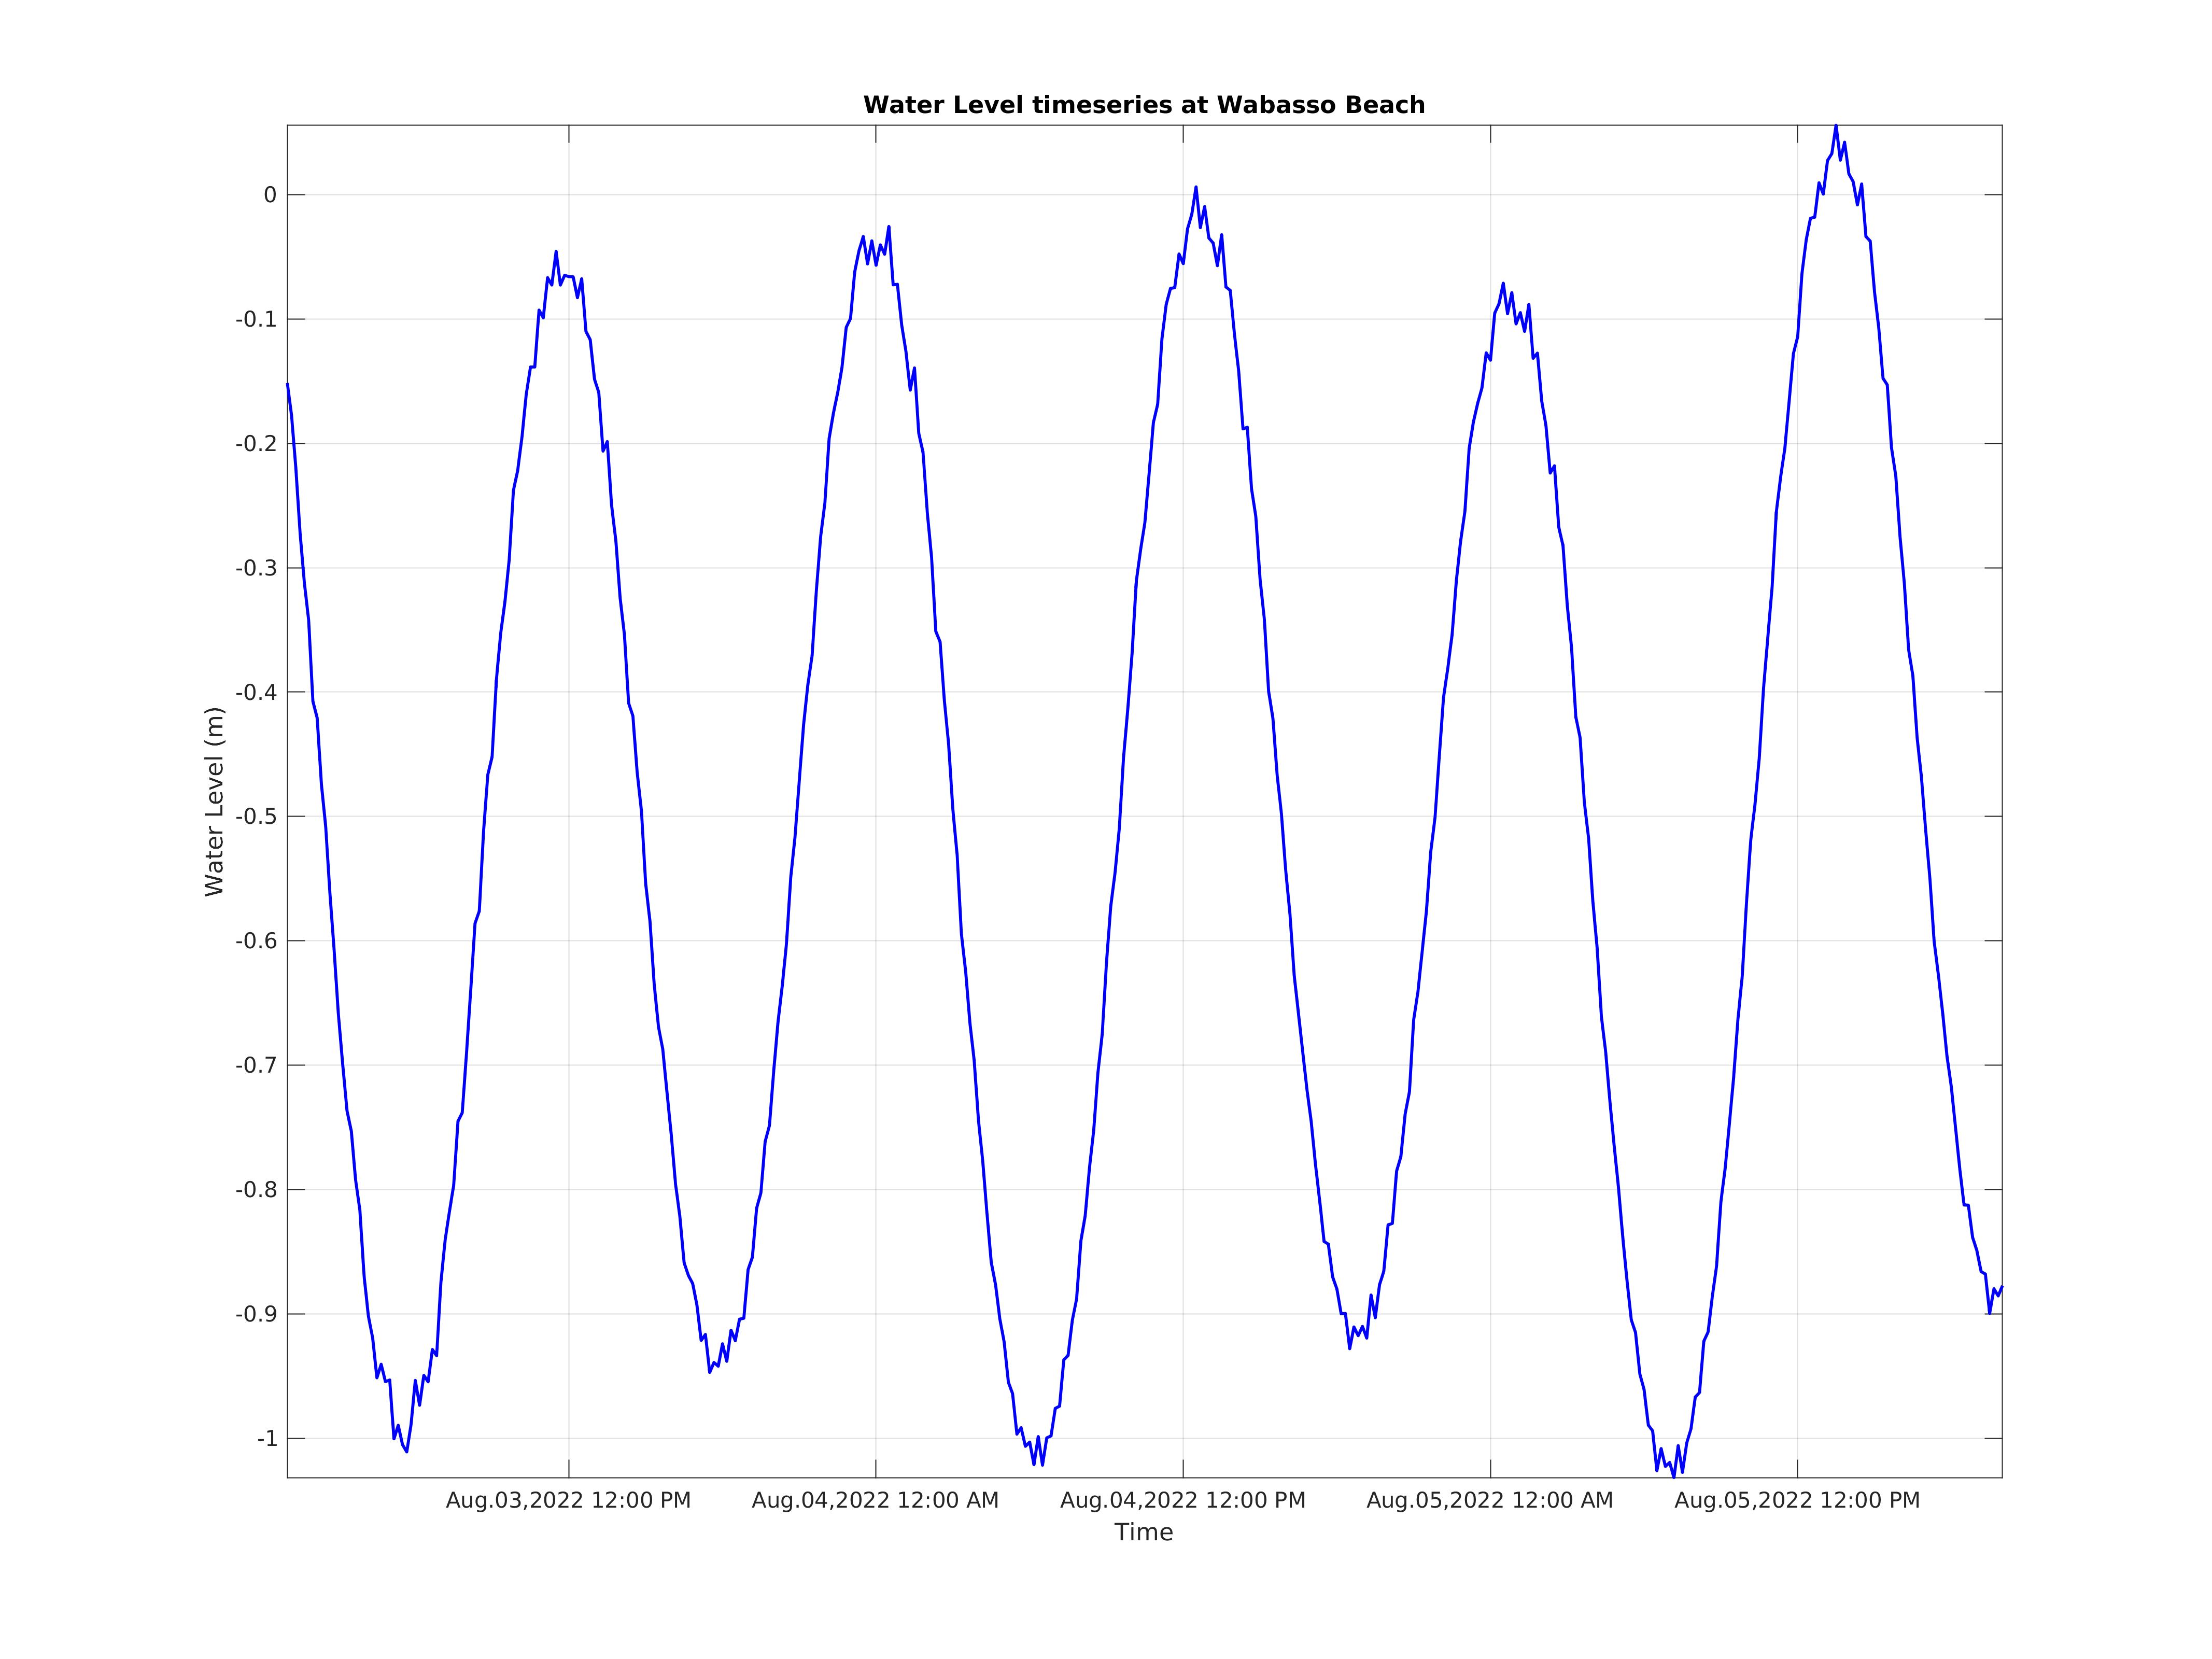 Water Level timeseries at Wabasso Beach
0
-0.1
-0.2
-0.3
-0.4
-0.5
-0.6
-0.7
-0.8
-0.9
-1
Water Level (m)
Aug.03,2022 12:00 PM
Aug.04,2022 12:00 AM
Aug.04,2022 12:00 PM
Aug.05,2022 12:00 AM
Aug.05,2022 12:00 PM
Time